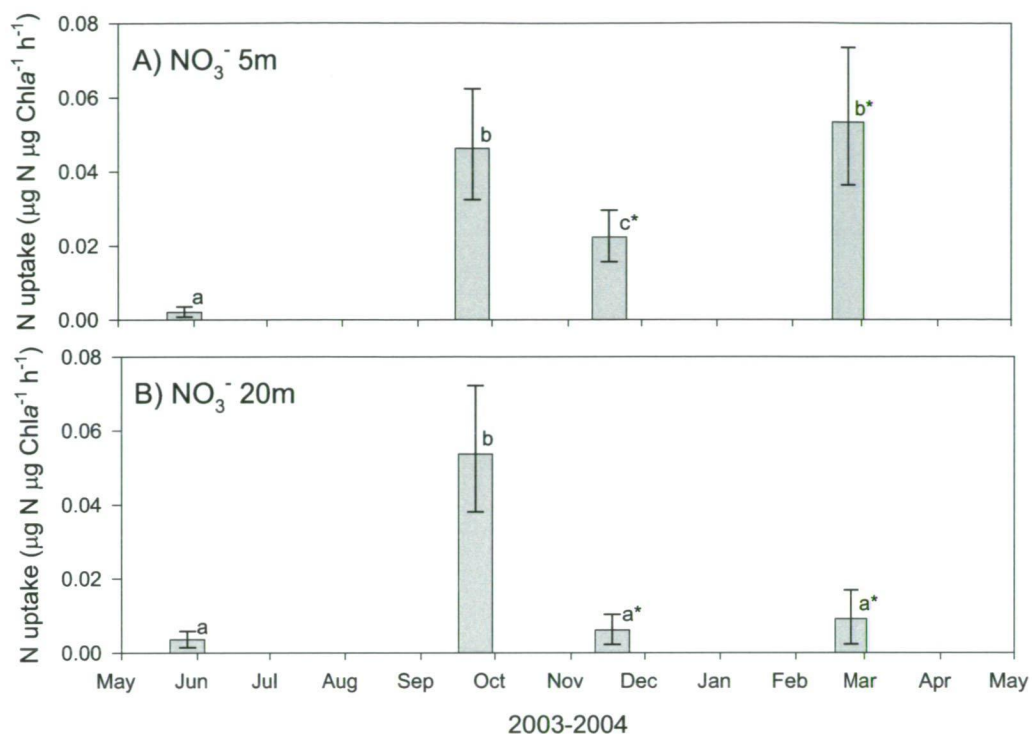 A) NO₃⁻ 5m
N uptake (µg N µg Chla⁻¹ h⁻¹)
0.08
0.06
0.04
0.02
0.00
a
b
c*
b*
B) NO₃⁻ 20m
N uptake (µg N µg Chla⁻¹ h⁻¹)
0.08
0.06
0.04
0.02
0.00
a
b
a*
a*
May Jun Jul Aug Sep Oct Nov Dec Jan Feb Mar Apr May
2003-2004